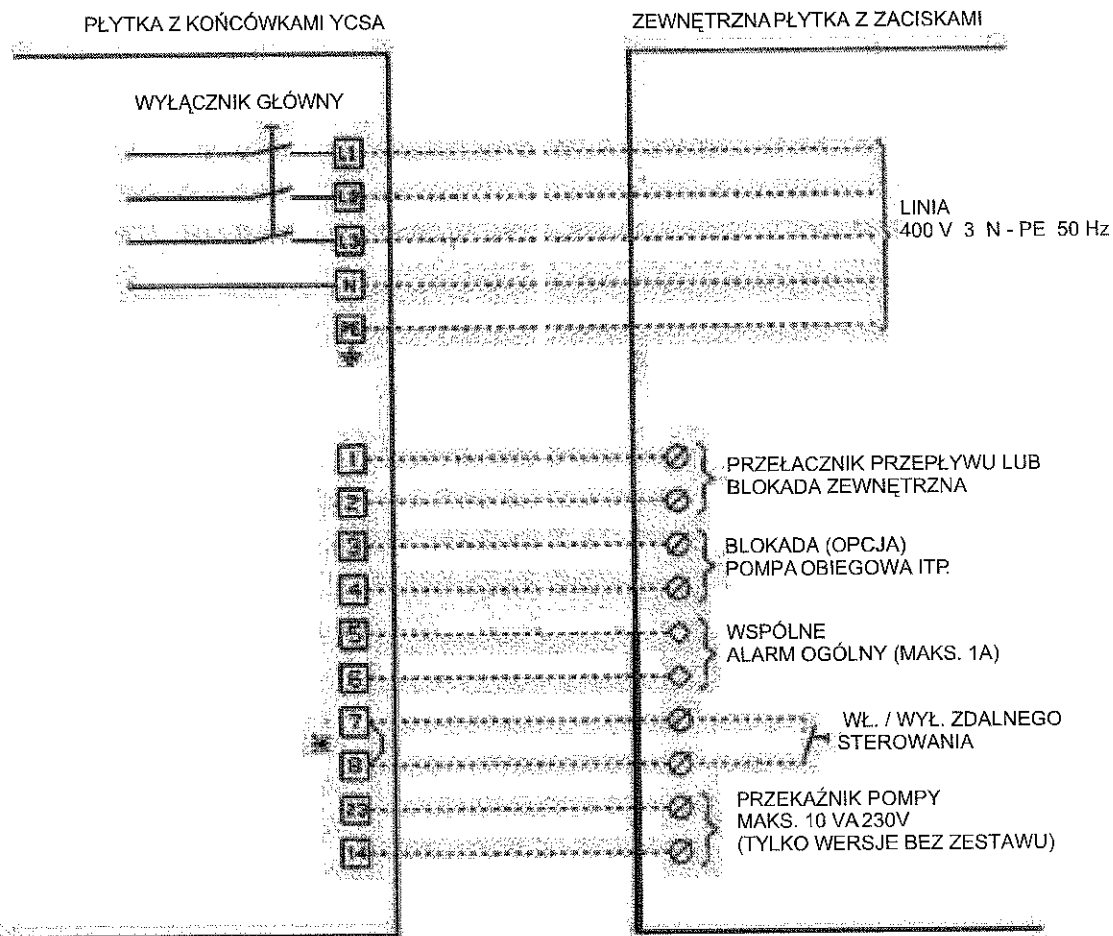 PŁYTKA Z KOŃCÓWKAMI YCSA
ZEWNĘTRZNA PŁYTKA Z ZACISKAMI
WYŁĄCZNIK GŁÓWNY
L1
L2
L3
N
PE
LINIA
400 V 3 N - PE 50 Hz
1
2
PRZEŁACZNIK PRZEPŁYWU LUB
BLOKADA ZEWNĘTRZNA
3
4
BLOKADA (OPCJA)
POMPA OBIEGOWA ITP.
5
6
WSPÓLNE
ALARM OGÓLNY (MAKS. 1A)
7
*
8
WŁ. / WYŁ. ZDALNEGO
STEROWANIA
23
14
PRZEKAŹNIK POMPY
MAKS. 10 VA 230V
(TYLKO WERSJE BEZ ZESTAWU)